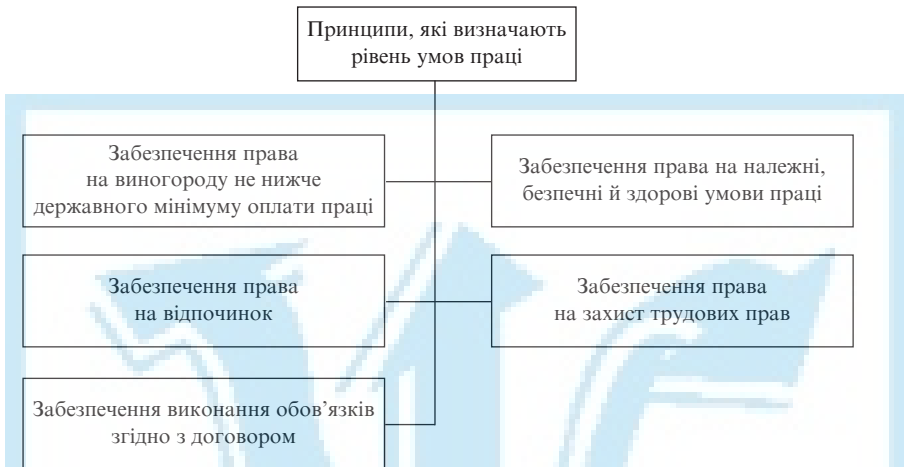 Принципи, які визначають
рівень умов праці
Забезпечення права
на виногороду не нижче
державного мінімуму оплати праці
Забезпечення права на належні,
безпечні й здорові умови праці
Забезпечення права
на відпочинок
Забезпечення права
на захист трудових прав
Забезпечення виконання обов’язків
згідно з договором